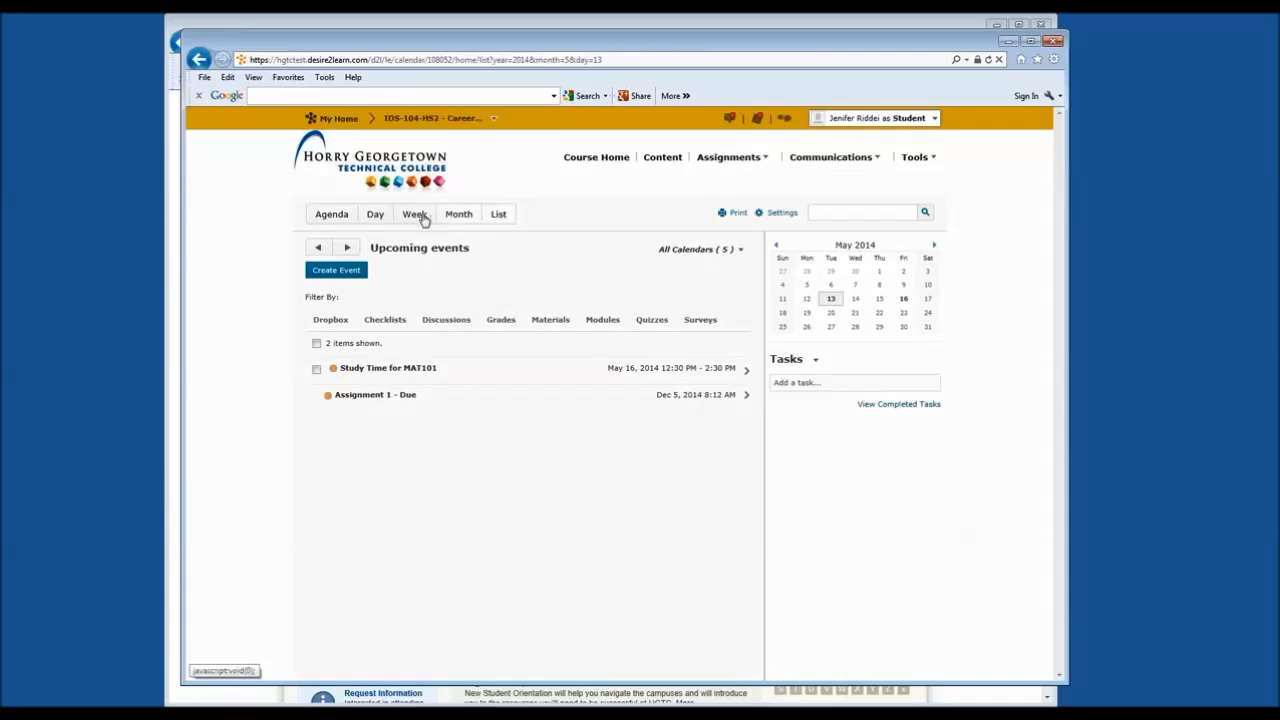 https://hgtctest.desire2learn.com/d2l/le/calendar/108052/home/list?year=2014&month=5&day=13
File Edit View Favorites Tools Help
x Google Search Share More » Sign In
My Home IDS-104-HS2 - Career... Jenifer Riddei as Student
HORRY GEORGETOWN
TECHNICAL COLLEGE
Course Home Content Assignments Communications Tools
Agenda Day Week Month List Print Settings
Upcoming events All Calendars ( 5 )
Create Event
Filter By:
Dropbox Checklists Discussions Grades Materials Modules Quizzes Surveys
2 items shown.
Study Time for MAT101 May 16, 2014 12:30 PM - 2:30 PM
Assignment 1 - Due Dec 5, 2014 8:12 AM
May 2014
Sun Mon Tue Wed Thu Fri Sat
27 28 29 30 1 2 3
4 5 6 7 8 9 10
11 12 13 14 15 16 17
18 19 20 21 22 23 24
25 26 27 28 29 30 31
Tasks
Add a task...
View Completed Tasks
javascript:void(0);
Request Information
New Student Orientation will help you navigate the campuses and will introduce
S T U V W X Y Z